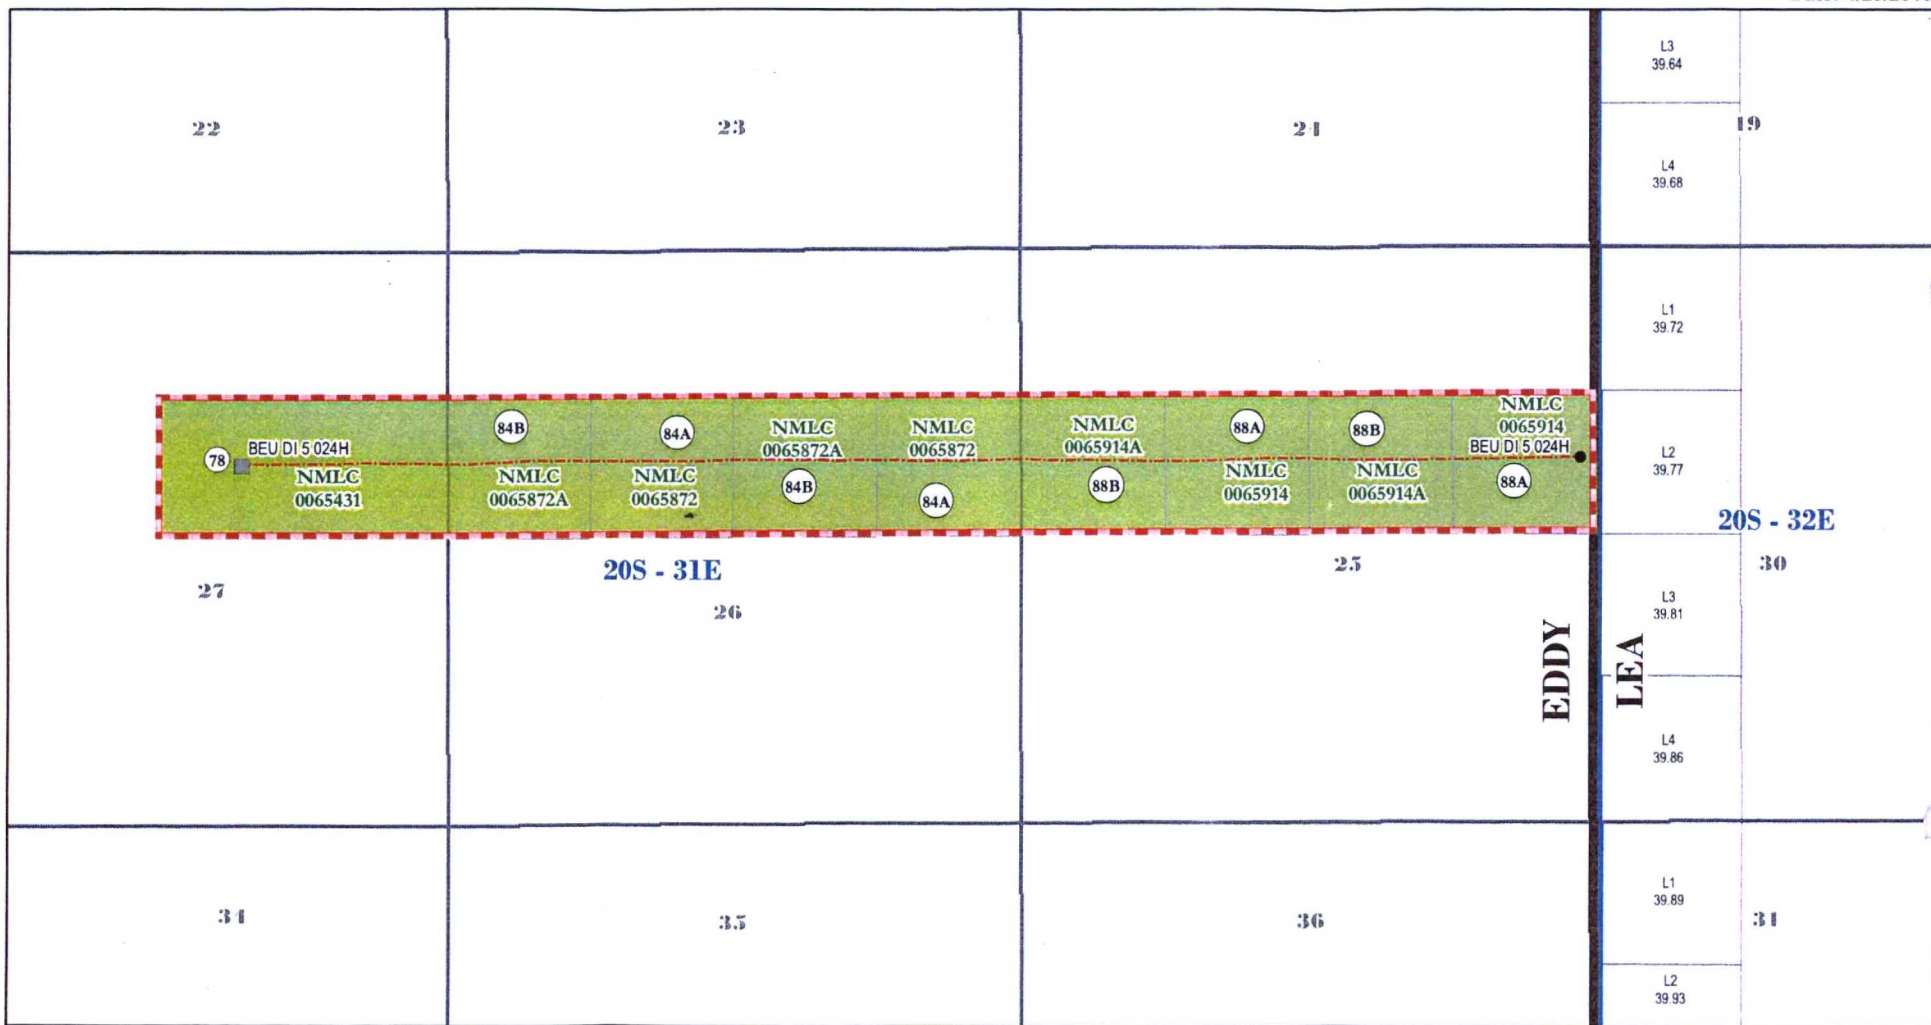 L3
39.64
22
23
24
19
L4
39.68
L1
39.72
84B
84A
NMLC
0065872A
NMLC
0065872
NMLC
0065914A
88A
88B
NMLC
0065914
78
BEU DI 5 024H
BEU DI 5 024H
L2
39.77
NMLC
0065431
NMLC
0065872A
NMLC
0065872
84B
84A
88B
NMLC
0065914
NMLC
0065914A
88A
20S - 31E
20S - 32E
27
26
25
30
L3
39.81
EDDY
LEA
L4
39.86
L1
39.89
34
35
36
31
L2
39.93